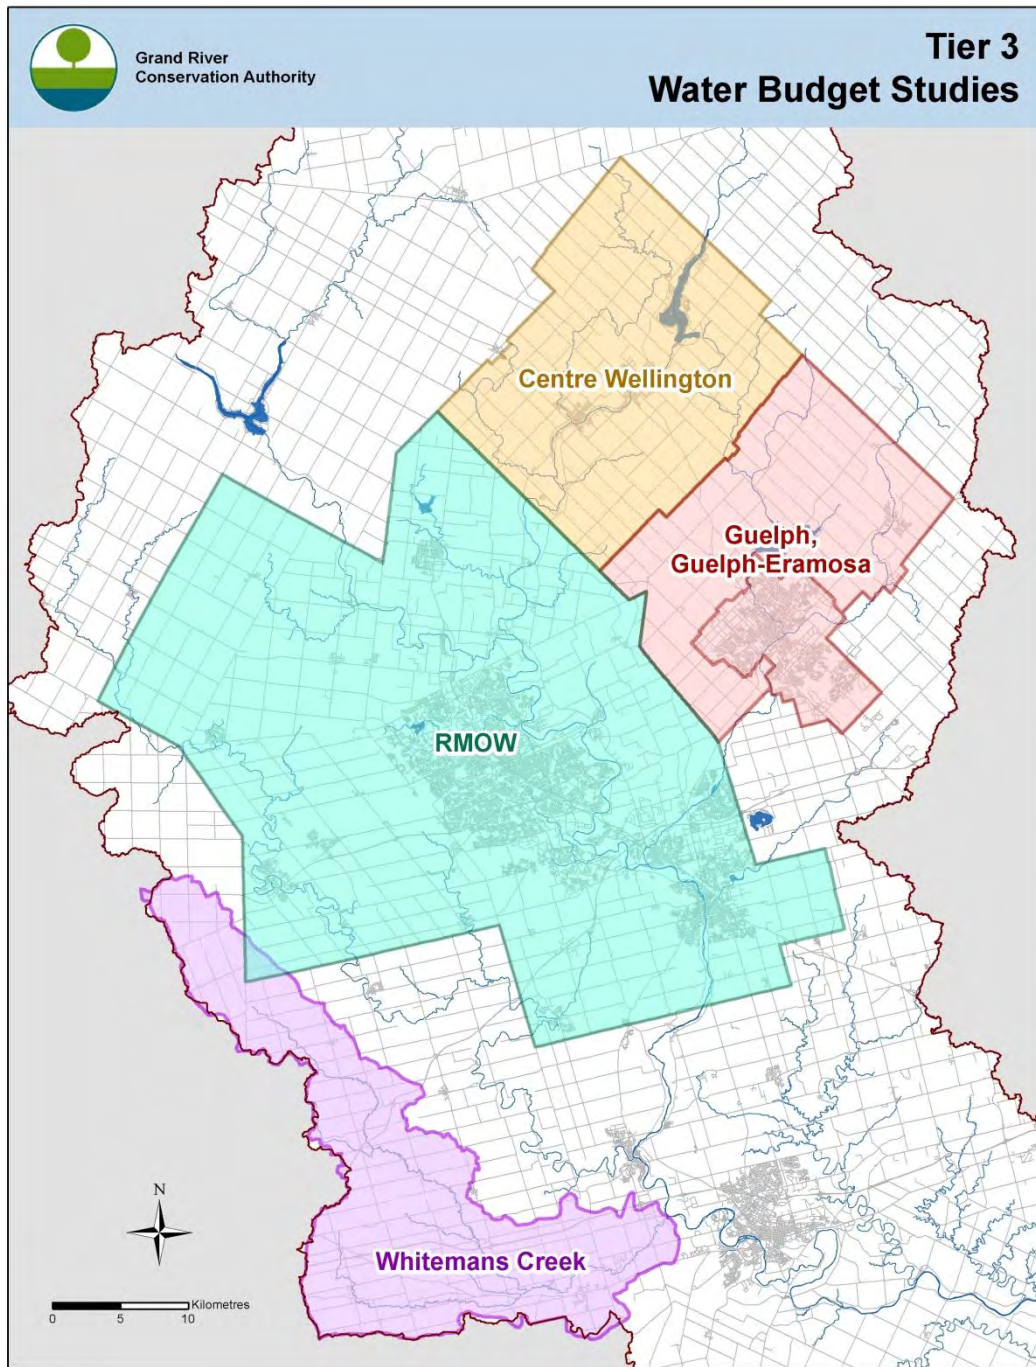 Grand River
Conservation Authority
Tier 3
Water Budget Studies
Centre Wellington
Guelph,
Guelph-Eramosa
RMOW
Whitemans Creek
N
Kilometres
0 5 10